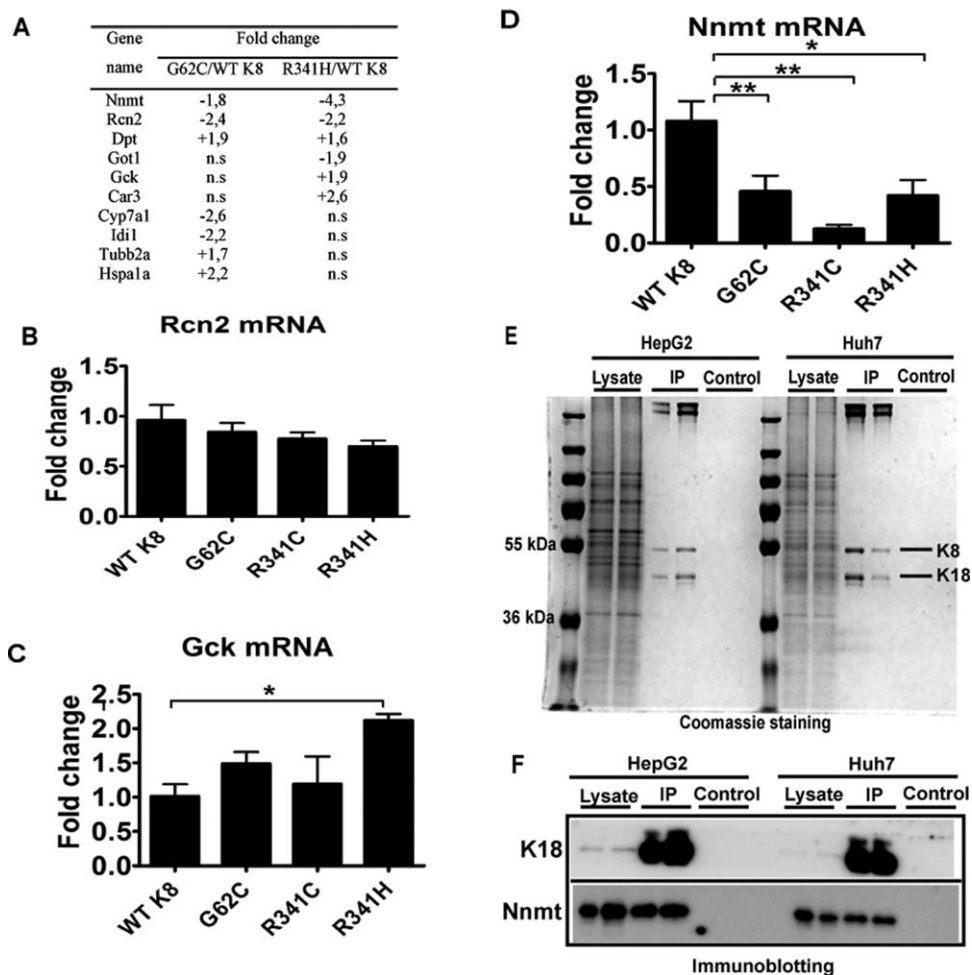 A
Gene Fold change
name G62C/WT K8 R341H/WT K8
Nnmt -1,8 -4,3
Rcn2 -2,4 -2,2
Dpt +1,9 +1,6
Got1 n.s -1,9
Gck n.s +1,9
Car3 n.s +2,6
Cyp7a1 -2,6 n.s
Idi1 -2,2 n.s
Tubb2a +1,7 n.s
Hspa1a +2,2 n.s
B
Rcn2 mRNA
Fold change
1.5
1.0
0.5
0.0
WT K8 G62C R341C R341H
C
Gck mRNA
*
Fold change
2.5
2.0
1.5
1.0
0.5
0.0
WT K8 G62C R341C R341H
D
Nnmt mRNA
*
**
**
Fold change
1.5
1.0
0.5
0.0
WT K8 G62C R341C R341H
E
HepG2 Huh7
Lysate IP Control Lysate IP Control
55 kDa
K8
K18
36 kDa
Coomassie staining
F
HepG2 Huh7
Lysate IP Control Lysate IP Control
K18
Nnmt
Immunoblotting